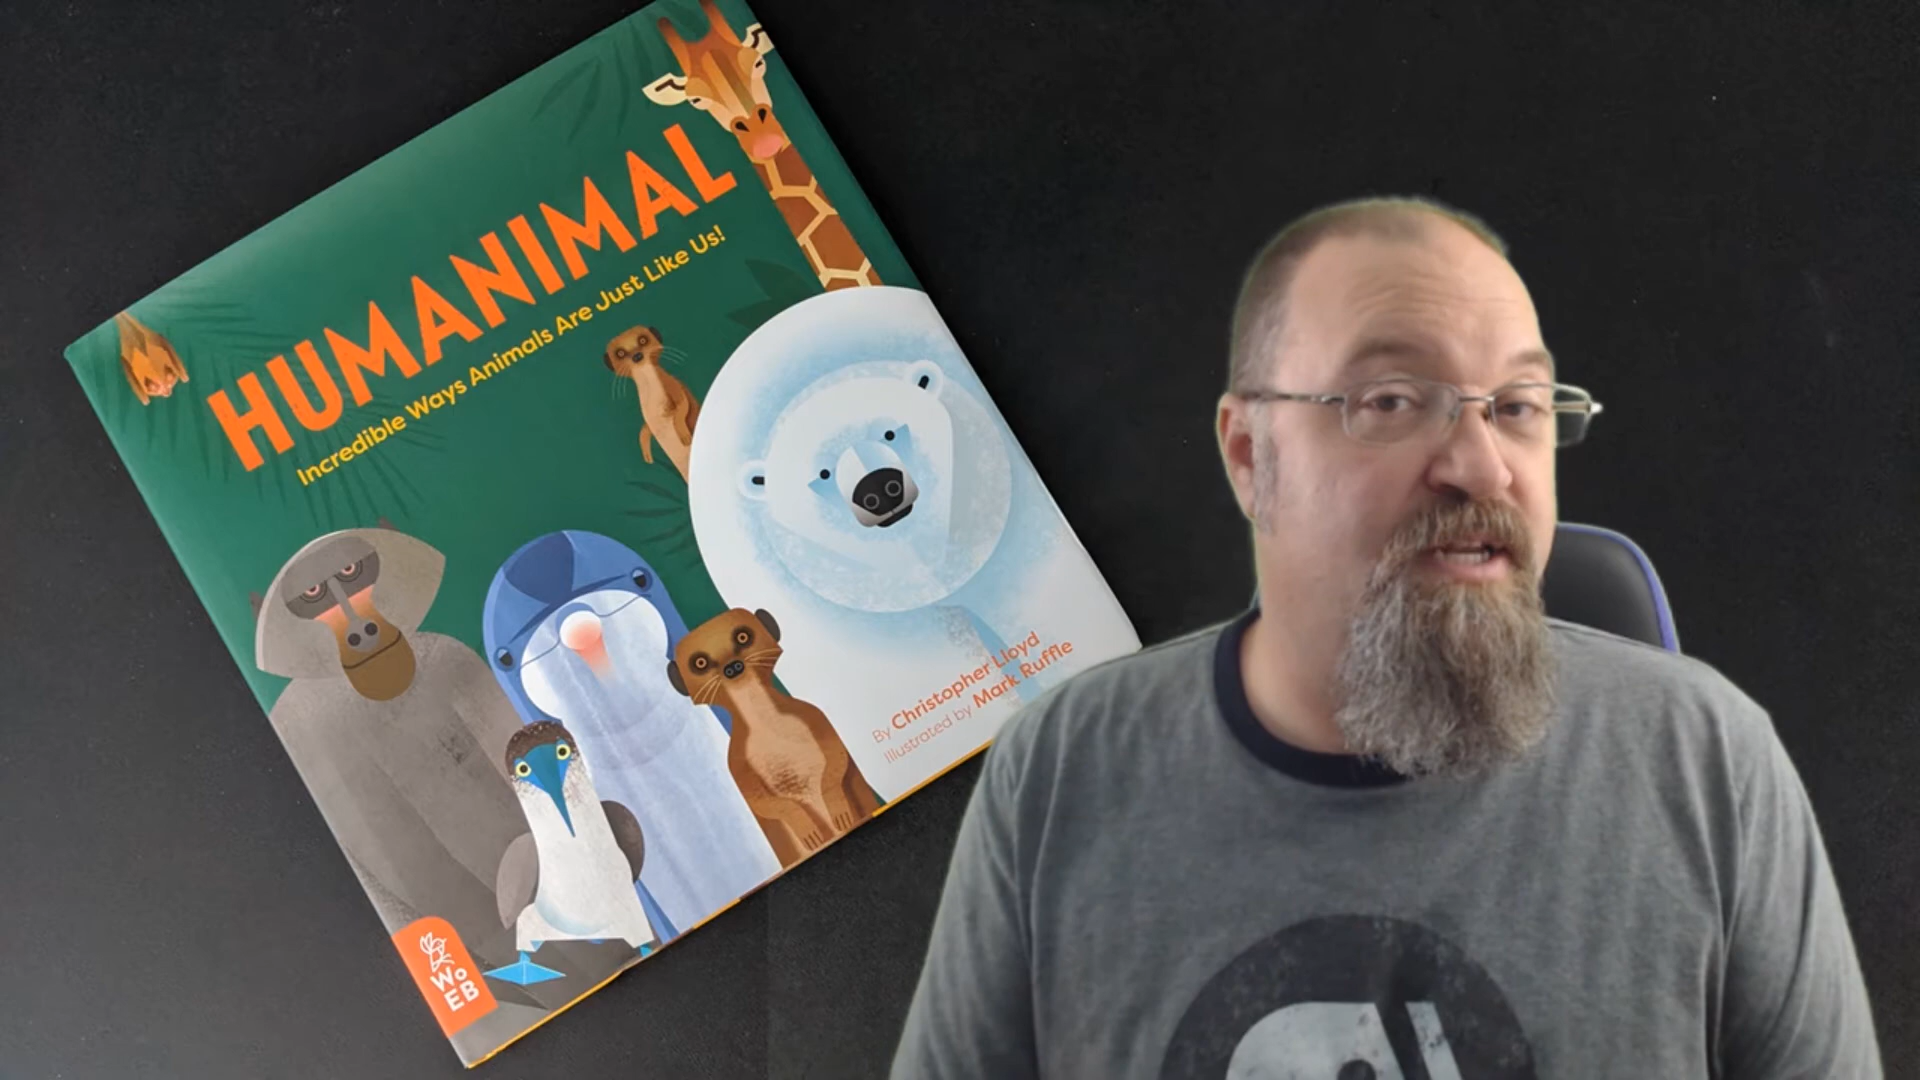 HUMANIMAL
Incredible Ways Animals Are Just Like Us!
By Christopher Lloyd
Illustrated by Mark Ruffle
WoEB